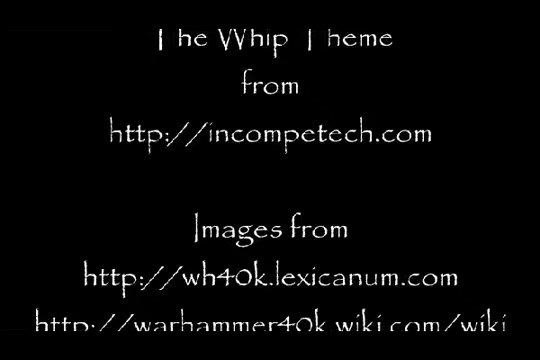 The Whip Theme
from
http://incompetech.com
Images from
http://wh40k.lexicanum.com
http://warhammer40k.wiki.com/wiki